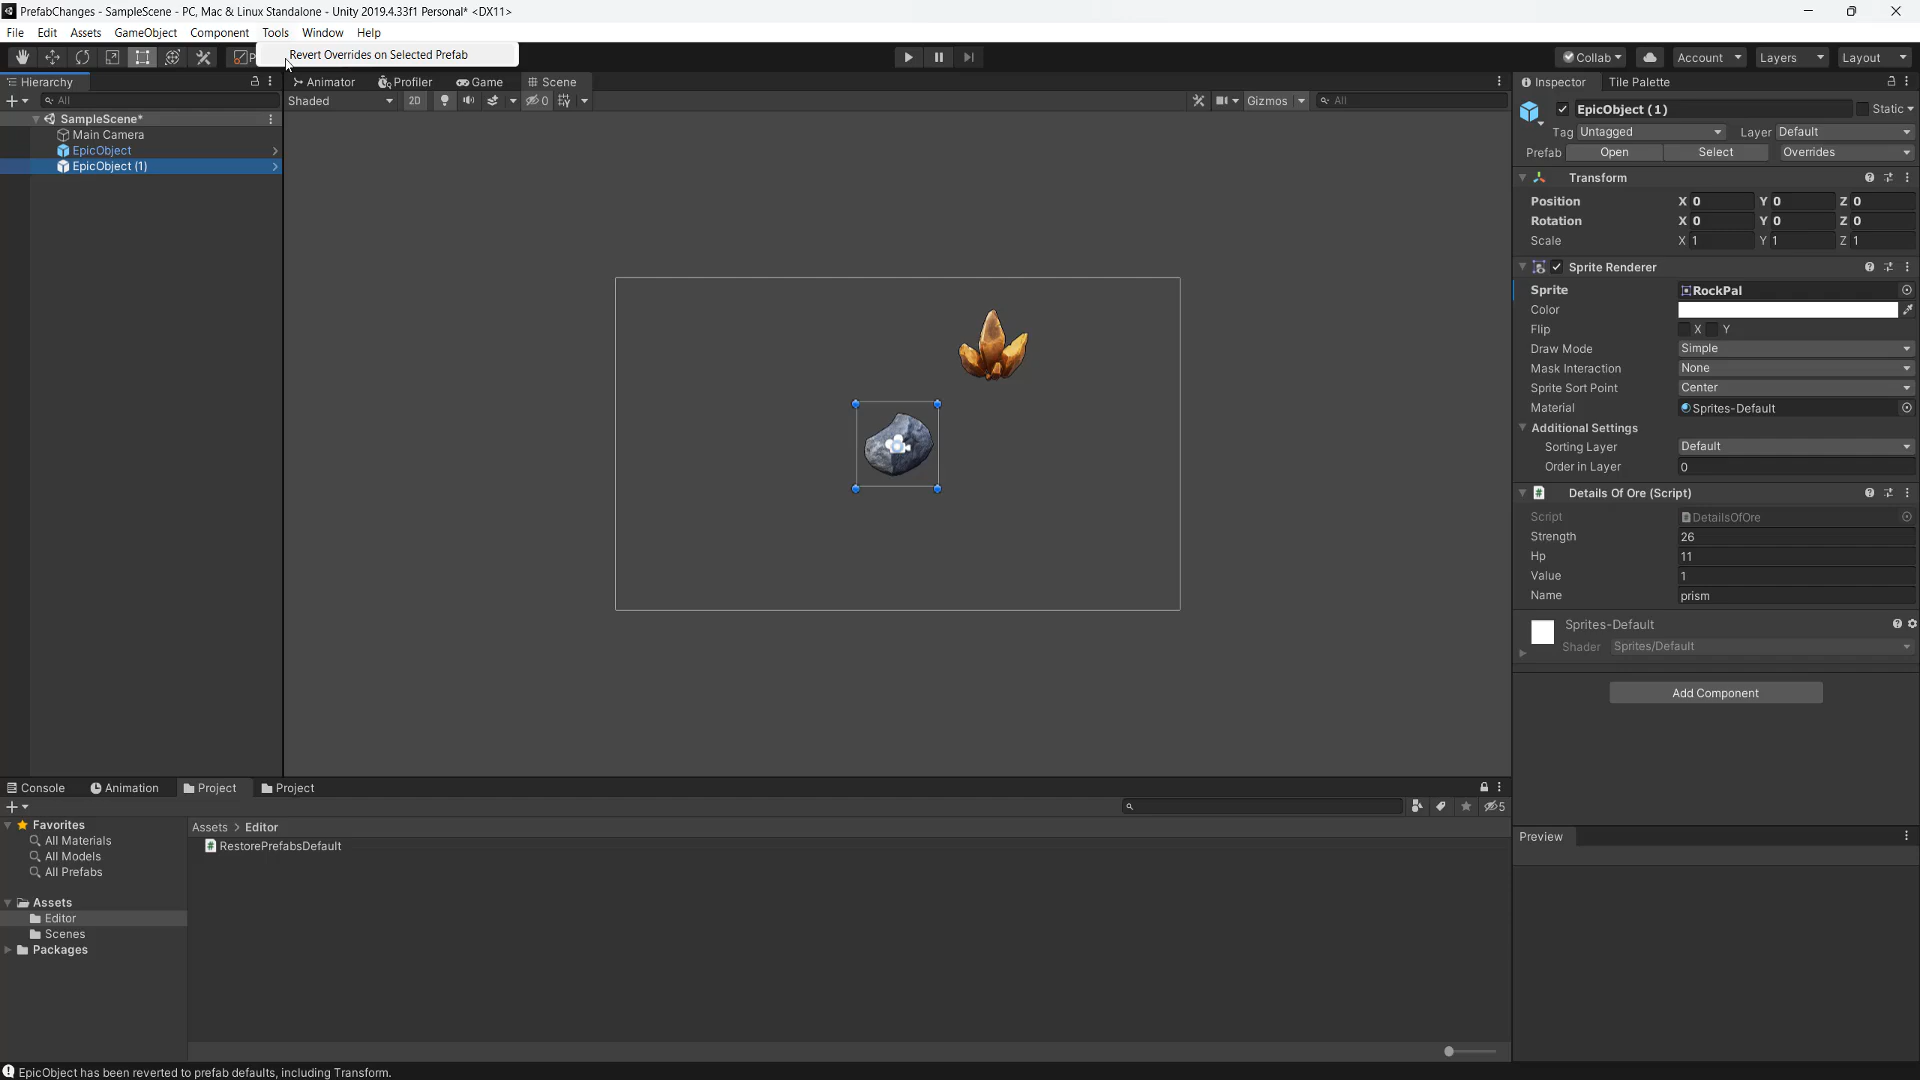 PrefabChanges - SampleScene - PC, Mac & Linux Standalone - Unity 2019.4.33f1 Personal* <DX11>
File Edit Assets GameObject Component Tools Window Help
Revert Overrides on Selected Prefab
Collab Account Layers Layout
Hierarchy
All
SampleScene*
Main Camera
EpicObject
EpicObject (1)
Animator Profiler Game Scene
Shaded 2D 0 Gizmos All
Inspector Tile Palette
EpicObject (1) Static
Tag Untagged Layer Default
Prefab Open Select Overrides
Transform
Position X 0 Y 0 Z 0
Rotation X 0 Y 0 Z 0
Scale X 1 Y 1 Z 1
Sprite Renderer
Sprite RockPal
Color
Flip X Y
Draw Mode Simple
Mask Interaction None
Sprite Sort Point Center
Material Sprites-Default
Additional Settings
Sorting Layer Default
Order in Layer 0
Details Of Ore (Script)
Script DetailsOfOre
Strength 26
Hp 11
Value 1
Name prism
Sprites-Default
Shader Sprites/Default
Add Component
Preview
Console Animation Project Project
5
Favorites
All Materials
All Models
All Prefabs
Assets
Editor
Scenes
Packages
Assets > Editor
RestorePrefabsDefault
EpicObject has been reverted to prefab defaults, including Transform.